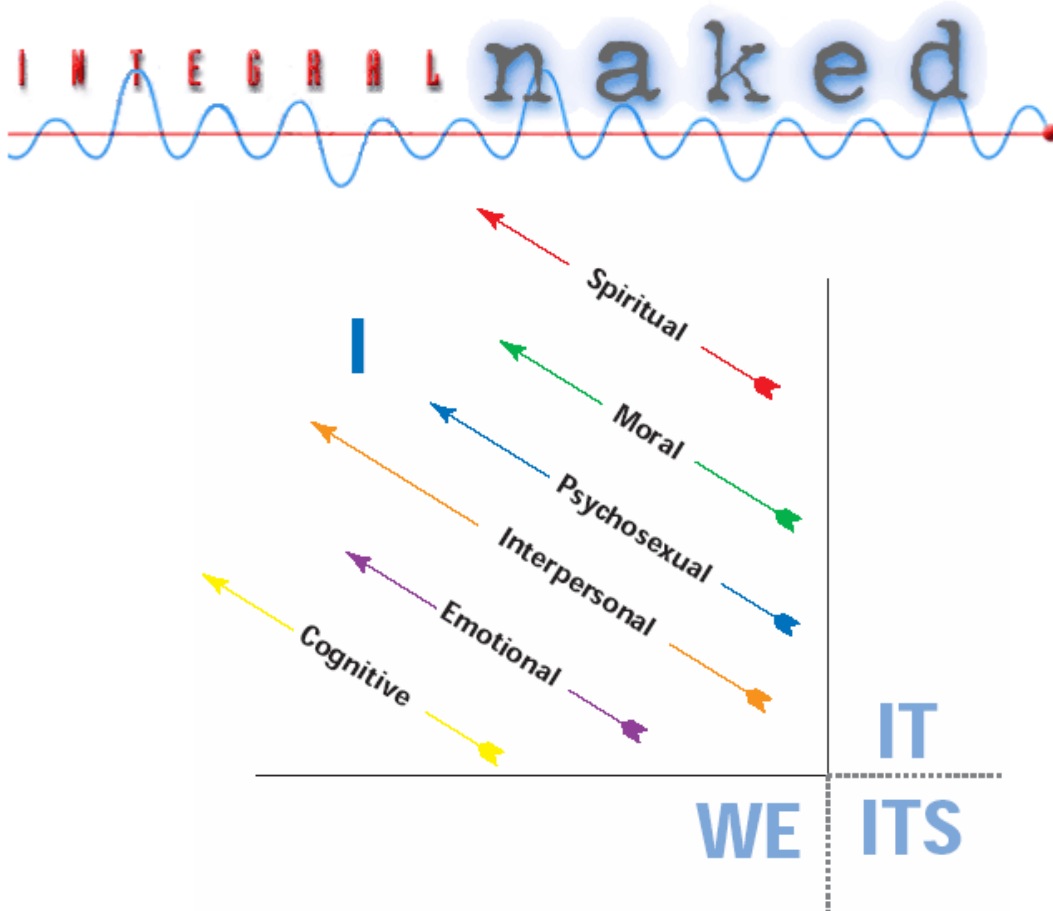 INTEGRAL naked
Spiritual
I
Moral
Psychosexual
Interpersonal
Emotional
Cognitive
IT
WE
ITS